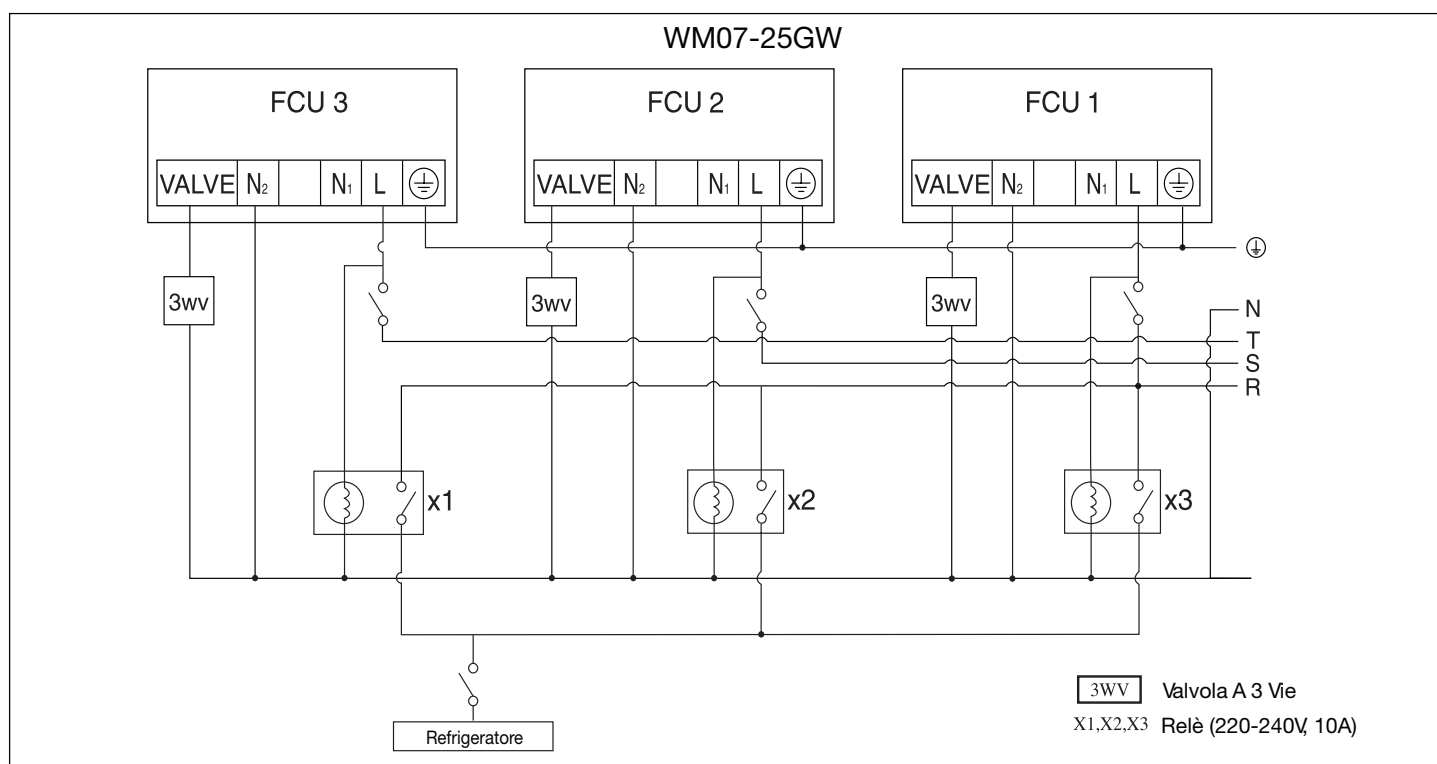 WM07-25GW
FCU 3 FCU 2 FCU 1
VALVE N₂ N₁ L VALVE N₂ N₁ L VALVE N₂ N₁ L
3wv 3wv 3wv
N
T
S
R
x1 x2 x3
3WV Valvola A 3 Vie
X1,X2,X3 Relè (220-240V, 10A)
Refrigeratore